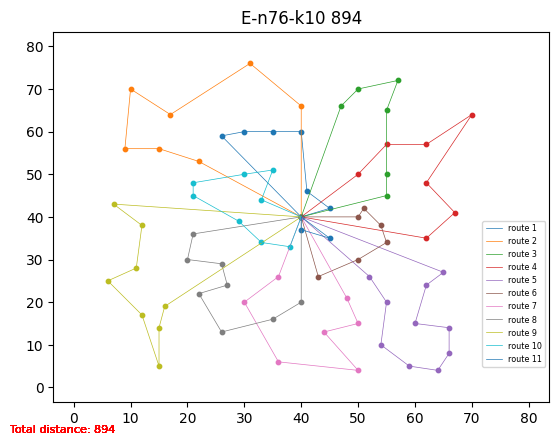 E-n76-k10 894
80
70
60
50
40
30
20
10
0
0 10 20 30 40 50 60 70 80
route 1
route 2
route 3
route 4
route 5
route 6
route 7
route 8
route 9
route 10
route 11
Total distance: 894